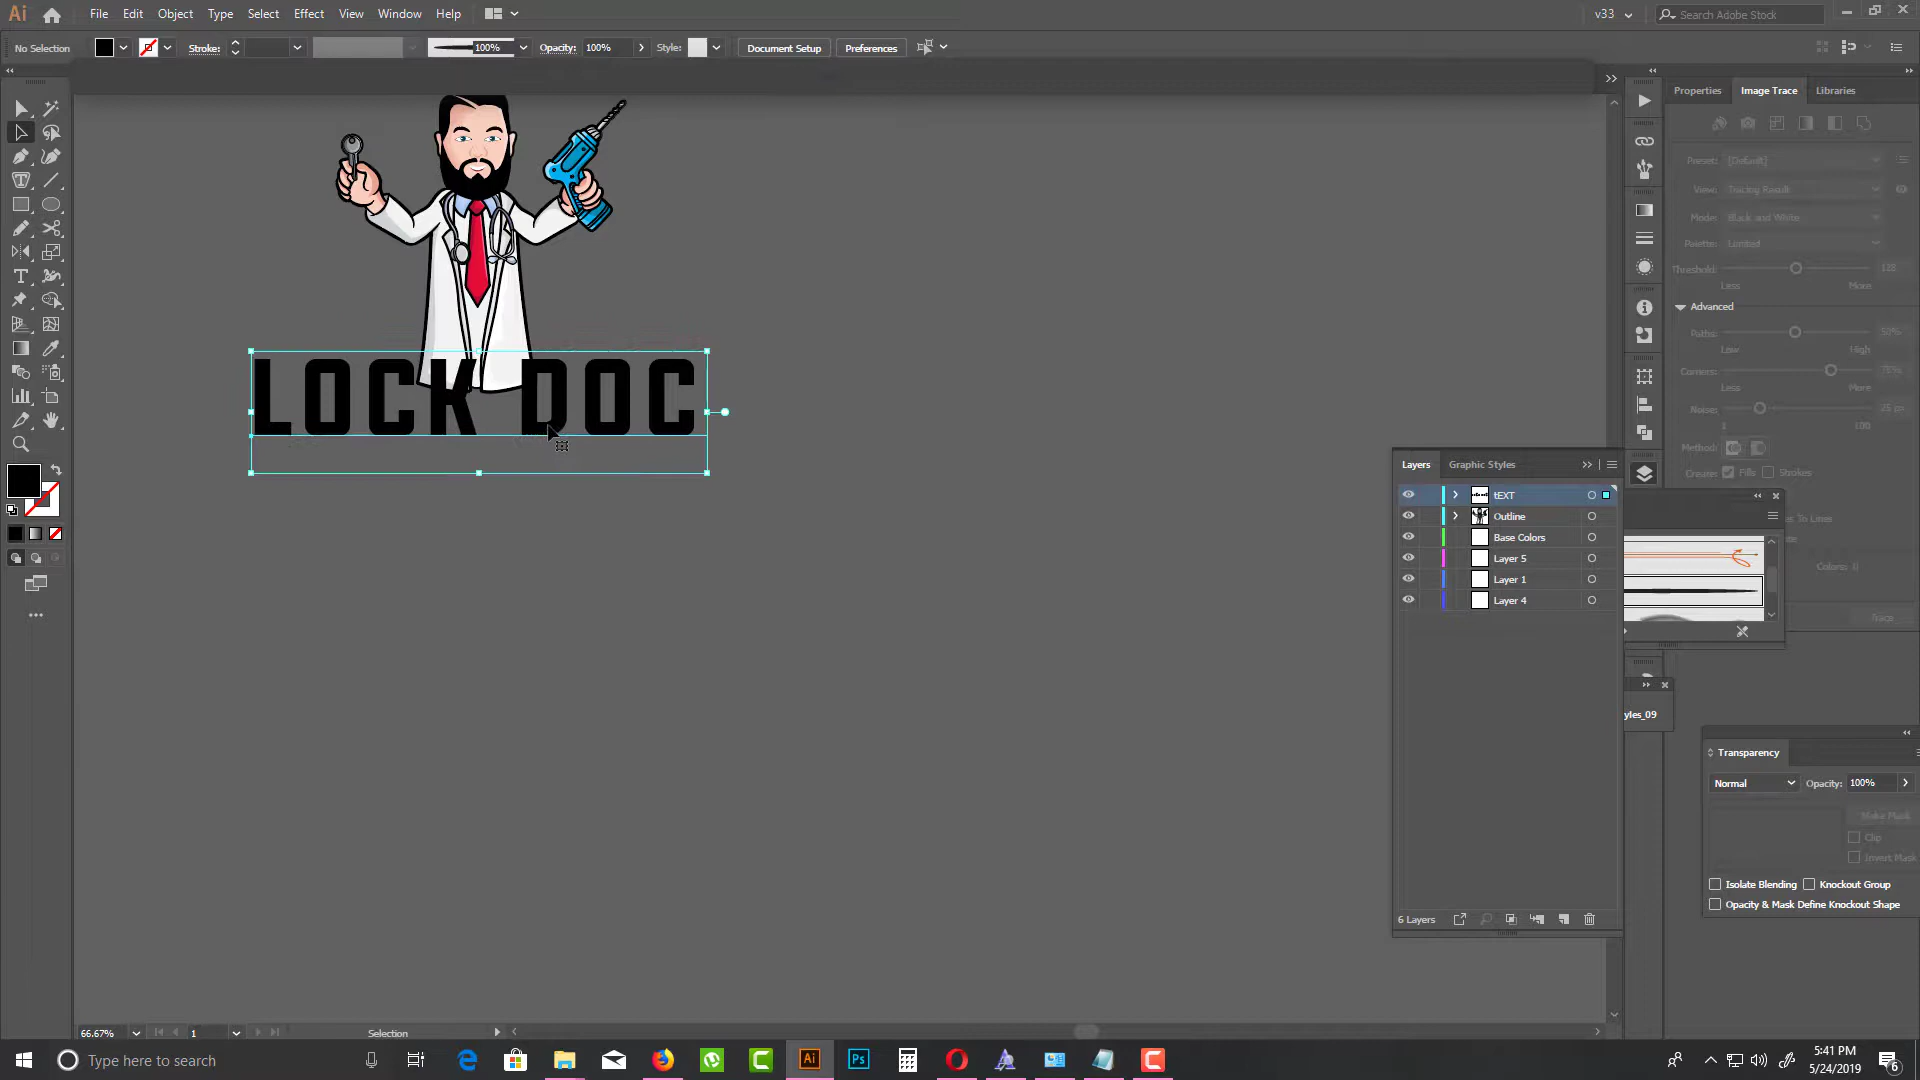 Ai File Edit Object Type Select Effect View Window Help v33 Search Adobe Stock
No Selection Stroke: 100% Opacity: 100% Style: Document Setup Preferences
Properties Image Trace Libraries
Preset: [Default]
View: Tracing Result
Mode: Black and White
Palette: Limited
Threshold: 128
Less More
Advanced
Paths: 50%
Low High
Corners: 75%
Less More
Noise: 25 px
1 100
Method:
Create: Fills Strokes
To Lines
Colors: 0
Trace
LOCK DOC
Layers Graphic Styles
tEXT
Outline
Base Colors
Layer 5
Layer 1
Layer 4
6 Layers
yles_09
Transparency
Normal Opacity: 100%
Make Mask
Clip
Invert Mask
Isolate Blending Knockout Group
Opacity & Mask Define Knockout Shape
66.67% 1 Selection
Type here to search Ai Ps 5:41 PM
5/24/2019 6